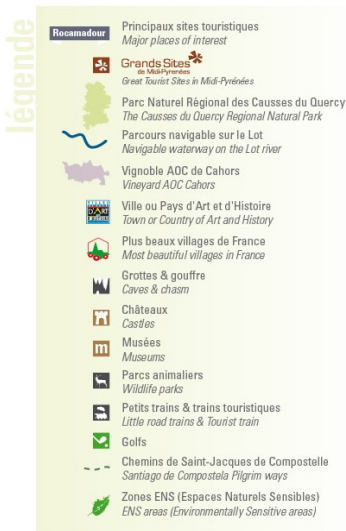 légende
Rocamadour
Principaux sites touristiques
Major places of interest
Grands Sites
de Midi-Pyrénées
Great Tourist Sites in Midi-Pyrénées
Parc Naturel Régional des Causses du Quercy
The Causses du Quercy Regional Natural Park
Parcours navigable sur le Lot
Navigable waterway on the Lot river
Vignoble AOC de Cahors
Vineyard AOC Cahors
Ville ou Pays d'Art et d'Histoire
Town or Country of Art and History
Plus beaux villages de France
Most beautiful villages in France
Grottes & gouffre
Caves & chasm
Châteaux
Castles
m
Musées
Museums
Parcs animaliers
Wildlife parks
Petits trains & trains touristiques
Little road trains & Tourist train
Golfs
Chemins de Saint-Jacques de Compostelle
Santiago de Compostela Pilgrim ways
Zones ENS (Espaces Naturels Sensibles)
ENS areas (Environmentally Sensitive areas)